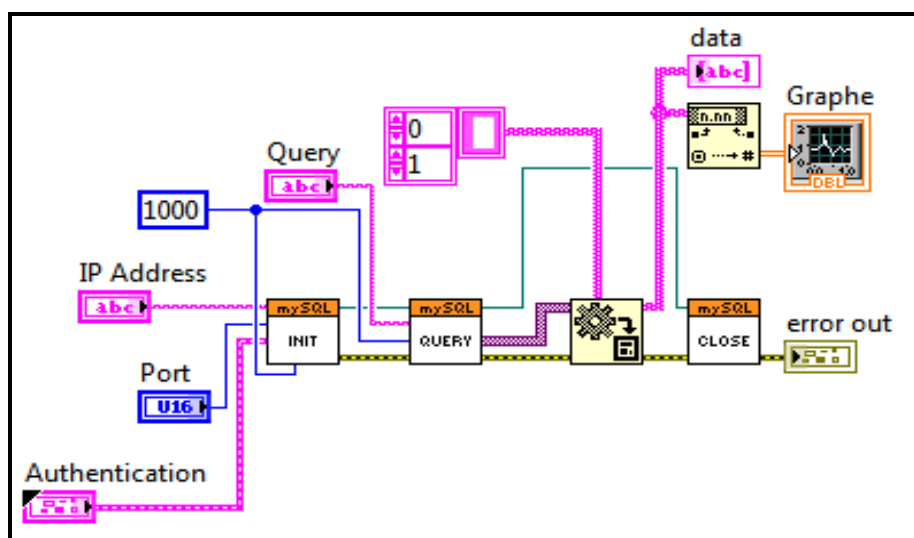 data
[abc]
Graphe
n.nn
DBL
0
1
Query
abc
1000
IP Address
abc
mySQL
INIT
mySQL
QUERY
mySQL
CLOSE
error out
Port
U16
Authentication